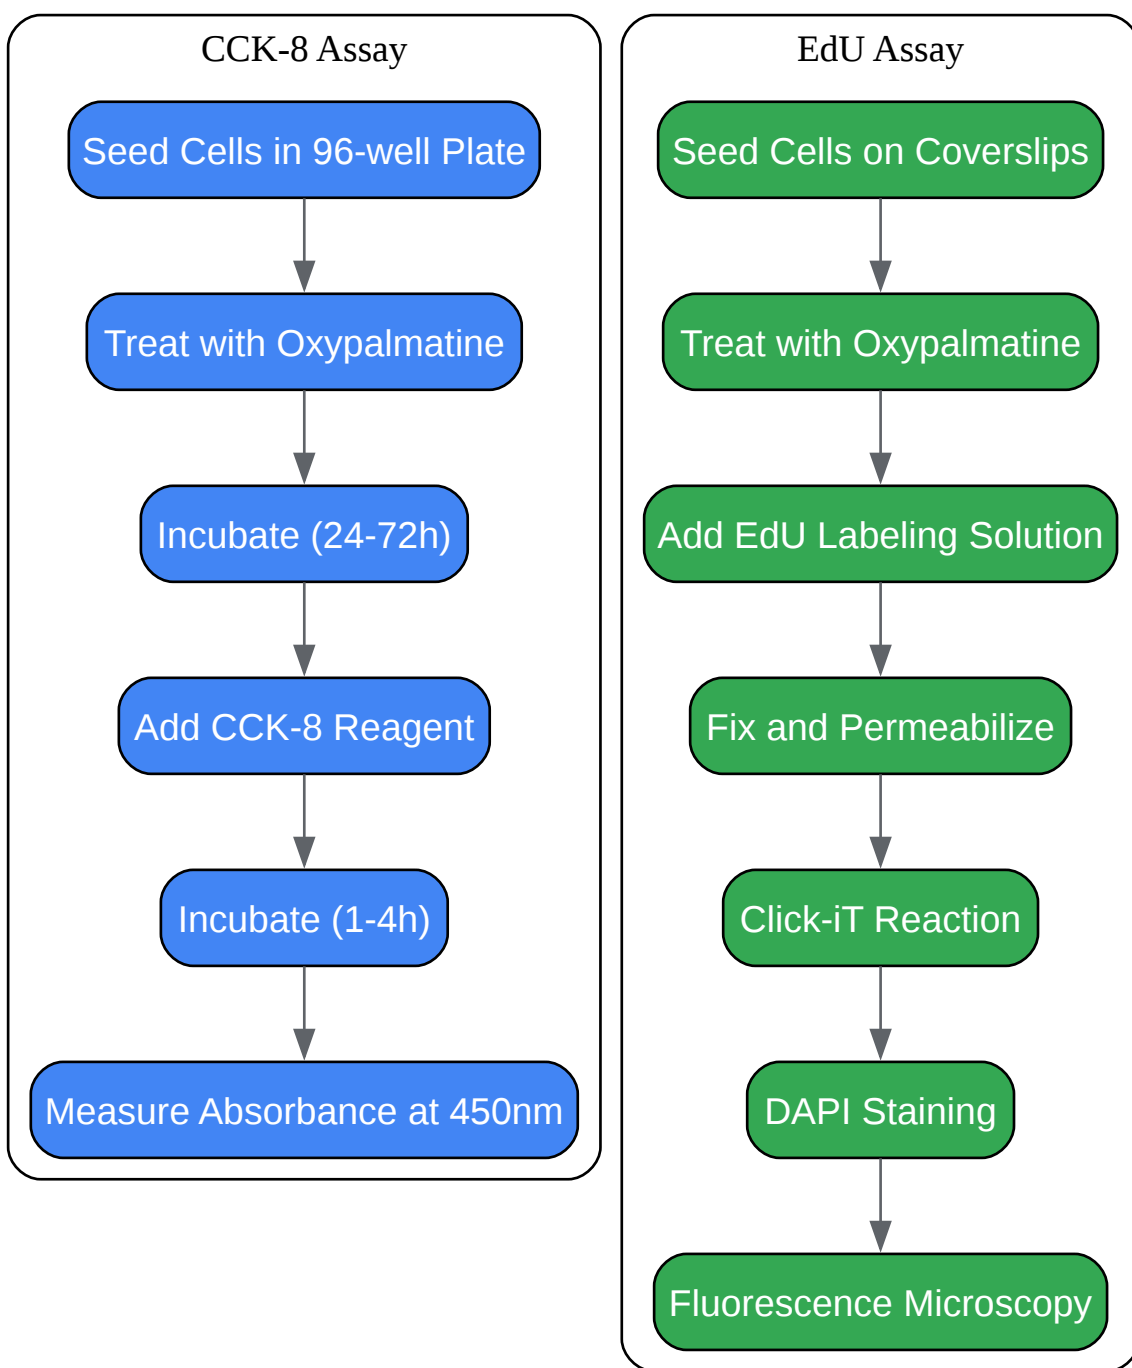 CCK-8 Assay
Seed Cells in 96-well Plate
Treat with Oxypalmatine
Incubate (24-72h)
Add CCK-8 Reagent
Incubate (1-4h)
Measure Absorbance at 450nm
EdU Assay
Seed Cells on Coverslips
Treat with Oxypalmatine
Add EdU Labeling Solution
Fix and Permeabilize
Click-iT Reaction
DAPI Staining
Fluorescence Microscopy